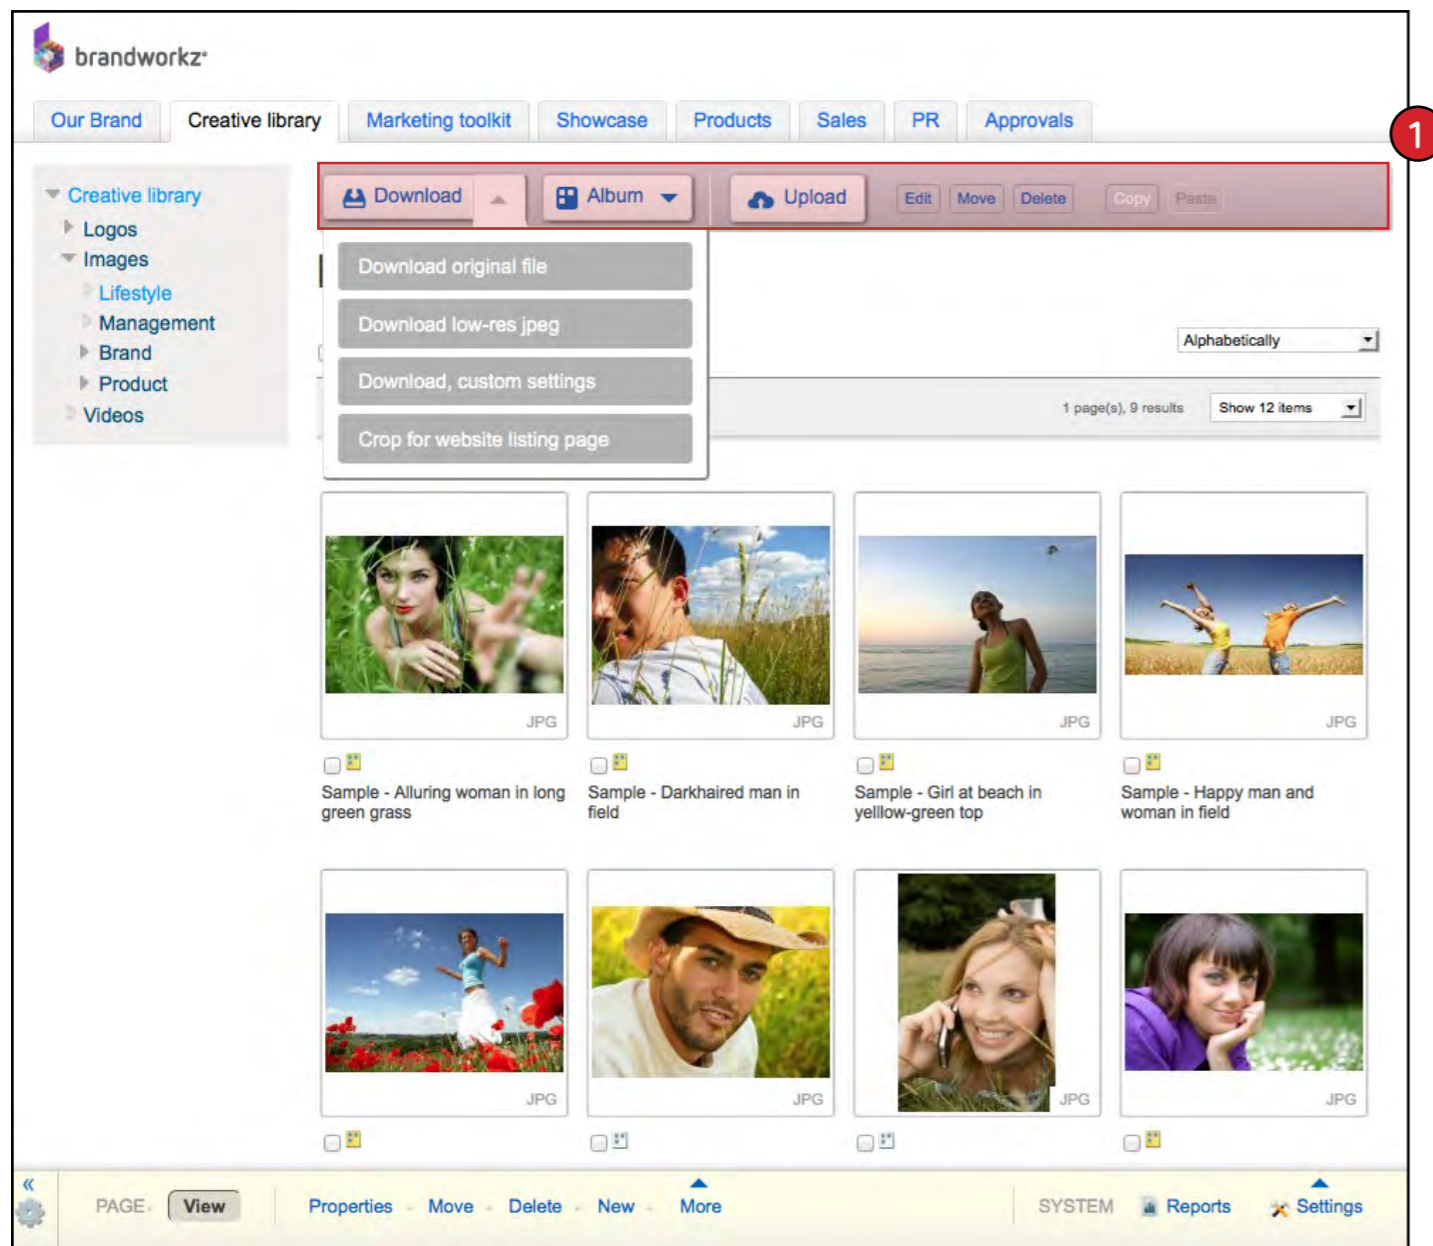 brandworkz
Our Brand Creative library Marketing toolkit Showcase Products Sales PR Approvals
1
Creative library
Logos
Images
Lifestyle
Management
Brand
Product
Videos
Download Album Upload Edit Move Delete Copy Paste
Download original file
Download low-res jpeg
Download, custom settings
Crop for website listing page
Alphabetically
1 page(s), 9 results Show 12 items
JPG JPG JPG JPG
Sample - Alluring woman in long
green grass
Sample - Darkhaired man in
field
Sample - Girl at beach in
yelllow-green top
Sample - Happy man and
woman in field
JPG JPG JPG JPG
« PAGE View Properties Move Delete New More SYSTEM Reports Settings